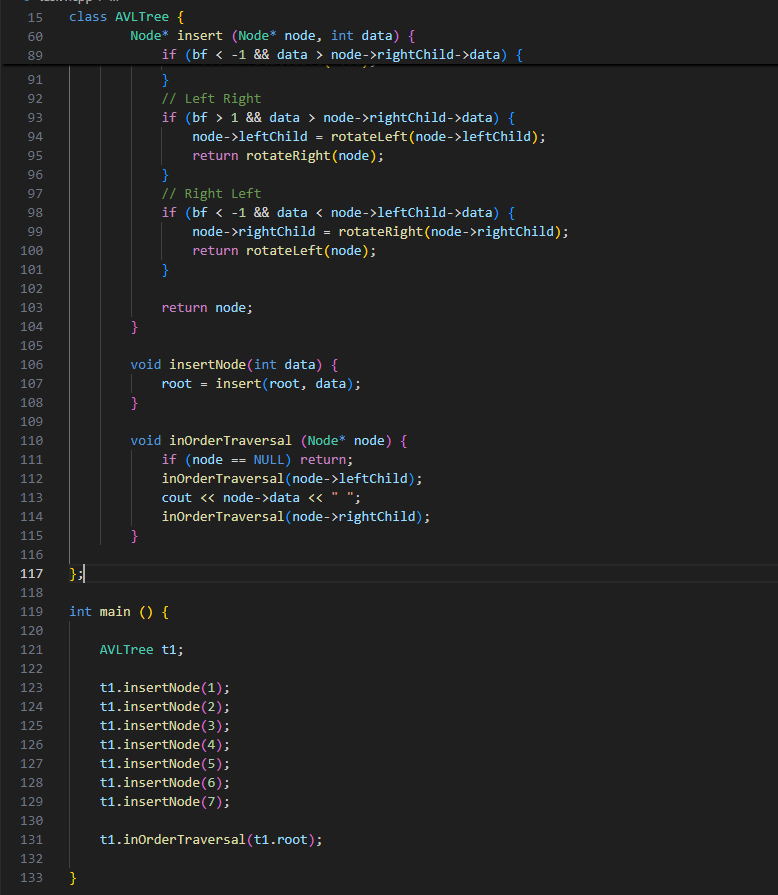 15 class AVLTree {
60 Node* insert (Node* node, int data) {
89 if (bf < -1 && data > node->rightChild->data) {
91 }
92 // Left Right
93 if (bf > 1 && data > node->rightChild->data) {
94 node->leftChild = rotateLeft(node->leftChild);
95 return rotateRight(node);
96 }
97 // Right Left
98 if (bf < -1 && data < node->leftChild->data) {
99 node->rightChild = rotateRight(node->rightChild);
100 return rotateLeft(node);
101 }
102
103 return node;
104 }
105
106 void insertNode(int data) {
107 root = insert(root, data);
108 }
109
110 void inOrderTraversal (Node* node) {
111 if (node == NULL) return;
112 inOrderTraversal(node->leftChild);
113 cout << node->data << " ";
114 inOrderTraversal(node->rightChild);
115 }
116
117 };
118
119 int main () {
120
121 AVLTree t1;
122
123 t1.insertNode(1);
124 t1.insertNode(2);
125 t1.insertNode(3);
126 t1.insertNode(4);
127 t1.insertNode(5);
128 t1.insertNode(6);
129 t1.insertNode(7);
130
131 t1.inOrderTraversal(t1.root);
132
133 }